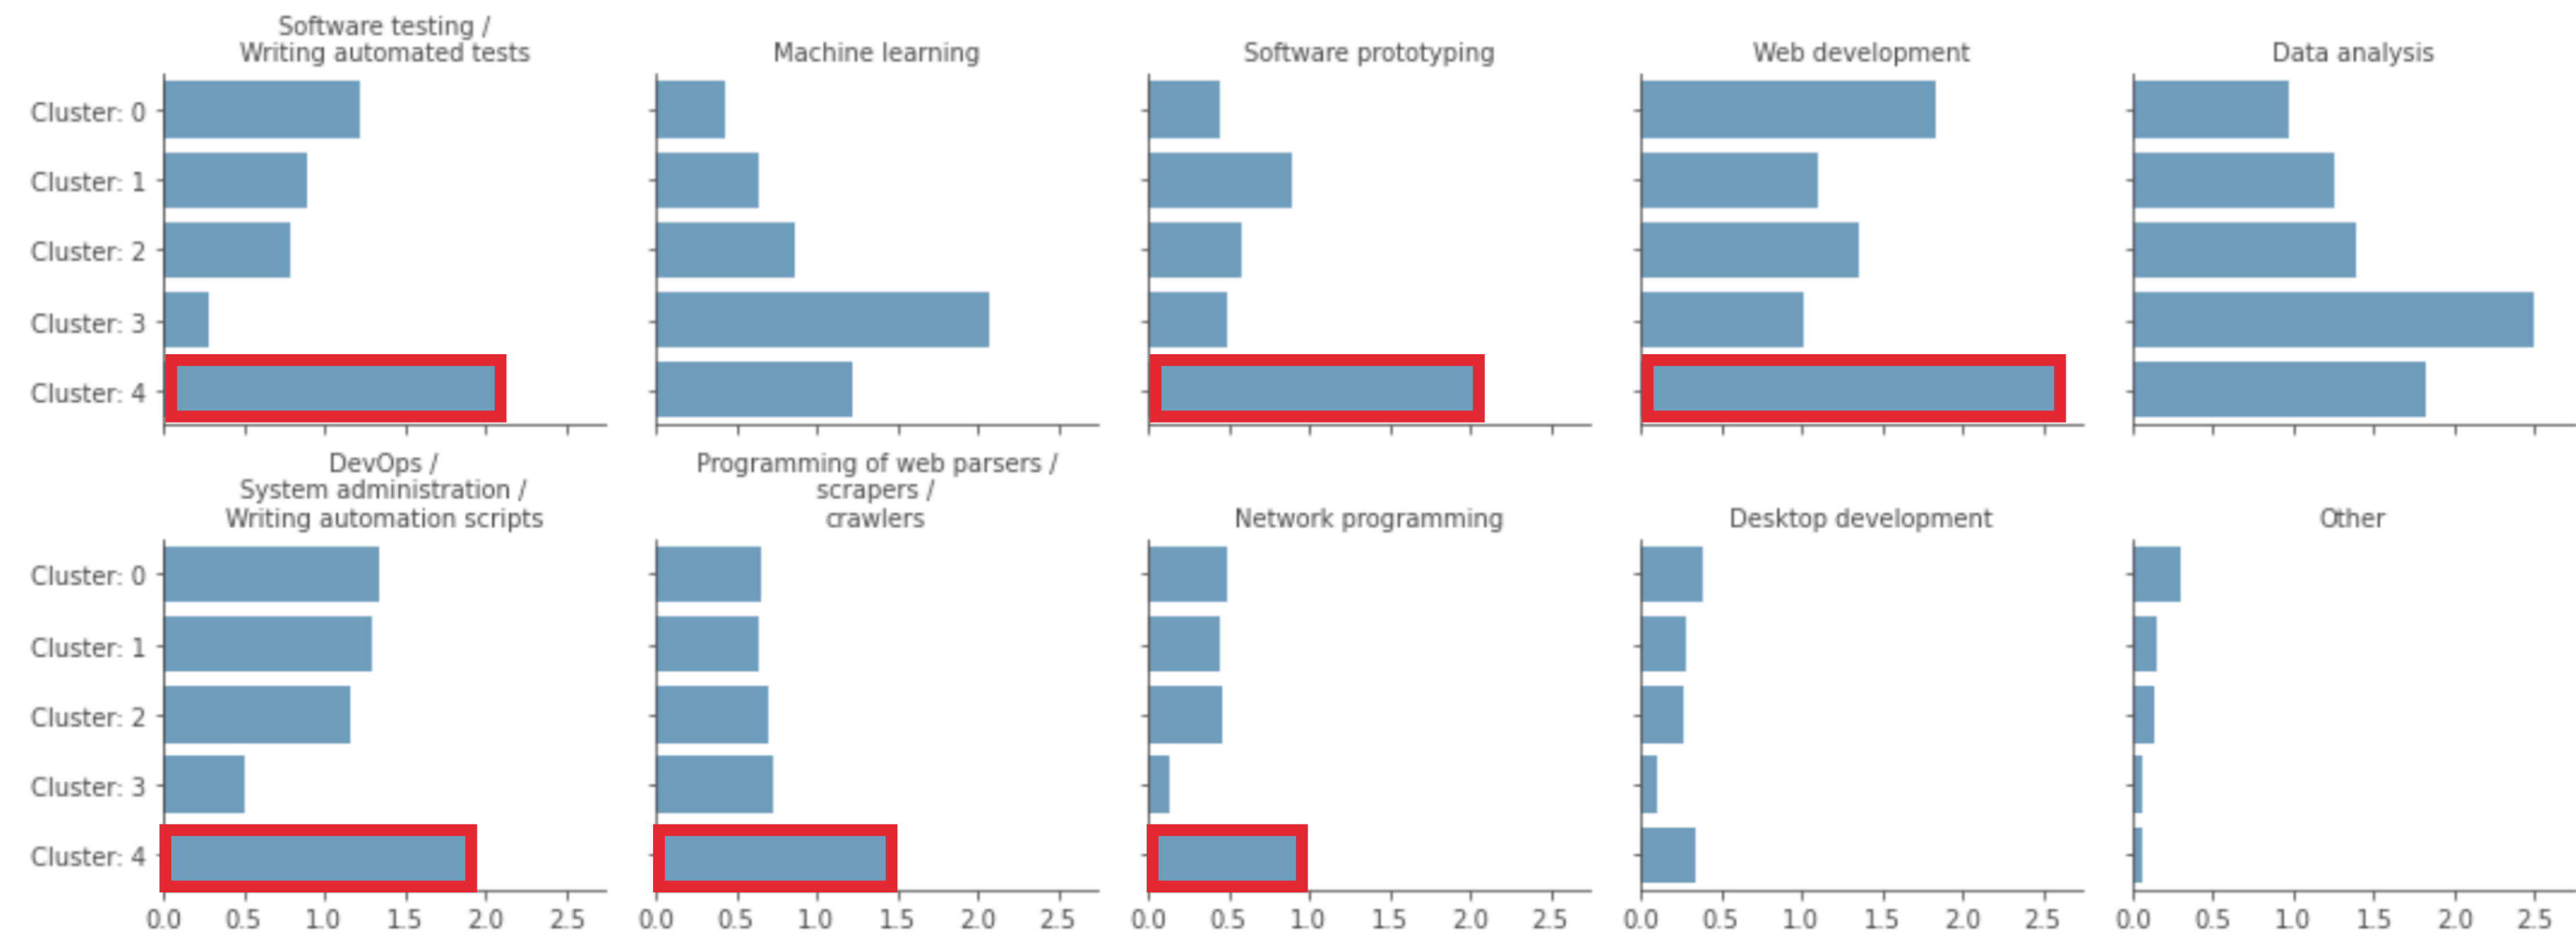 Software testing /
Writing automated tests
Machine learning
Software prototyping
Web development
Data analysis
Cluster: 0
Cluster: 1
Cluster: 2
Cluster: 3
Cluster: 4
DevOps /
System administration /
Writing automation scripts
Programming of web parsers /
scrapers /
crawlers
Network programming
Desktop development
Other
Cluster: 0
Cluster: 1
Cluster: 2
Cluster: 3
Cluster: 4
0.0 0.5 1.0 1.5 2.0 2.5
0.0 0.5 1.0 1.5 2.0 2.5
0.0 0.5 1.0 1.5 2.0 2.5
0.0 0.5 1.0 1.5 2.0 2.5
0.0 0.5 1.0 1.5 2.0 2.5